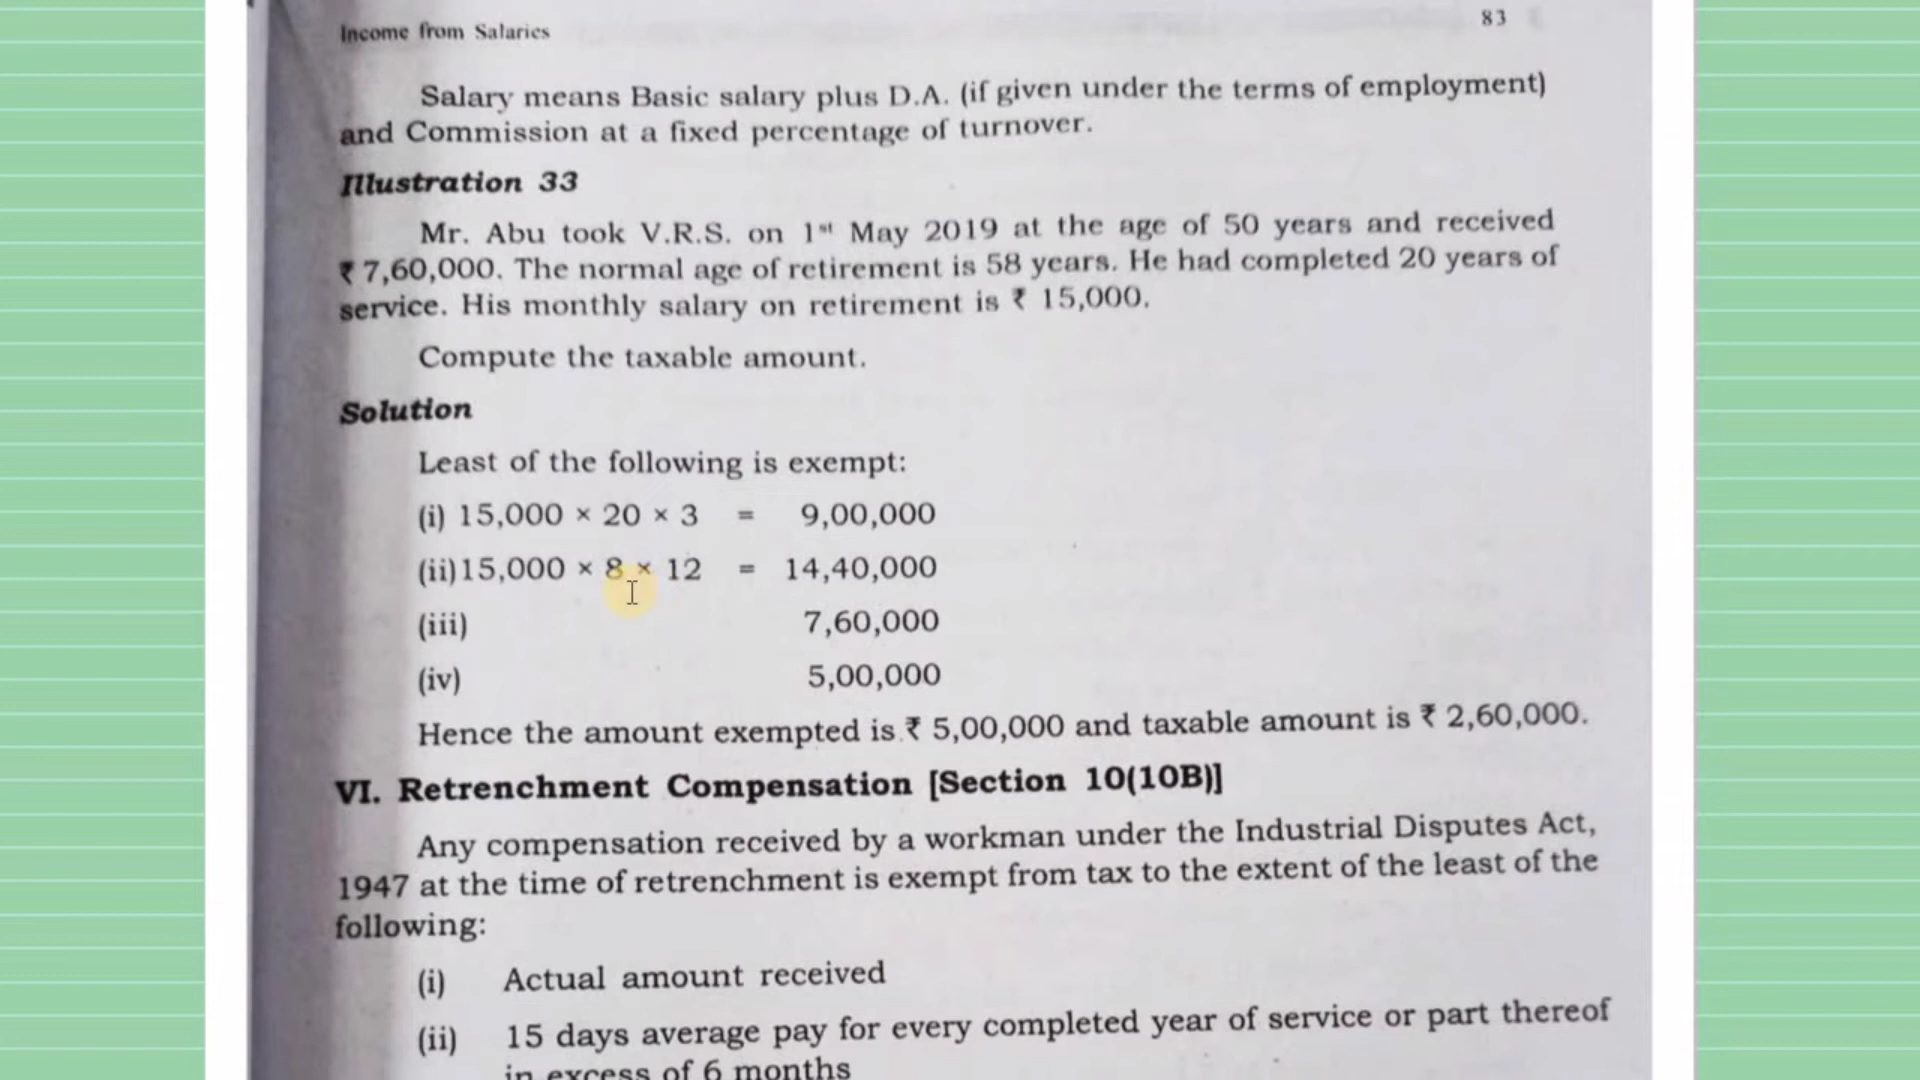 Income from Salaries
83
Salary means Basic salary plus D.A. (if given under the terms of employment)
and Commission at a fixed percentage of turnover.
Illustration 33
Mr. Abu took V.R.S. on 1st May 2019 at the age of 50 years and received
₹ 7,60,000. The normal age of retirement is 58 years. He had completed 20 years of
service. His monthly salary on retirement is ₹ 15,000.
Compute the taxable amount.
Solution
Least of the following is exempt:
(i) 15,000 × 20 × 3 = 9,00,000
(ii) 15,000 × 8 × 12 = 14,40,000
(iii) 7,60,000
(iv) 5,00,000
Hence the amount exempted is ₹ 5,00,000 and taxable amount is ₹ 2,60,000.
VI. Retrenchment Compensation [Section 10(10B)]
Any compensation received by a workman under the Industrial Disputes Act,
1947 at the time of retrenchment is exempt from tax to the extent of the least of the
following:
(i) Actual amount received
(ii) 15 days average pay for every completed year of service or part thereof
in excess of 6 months